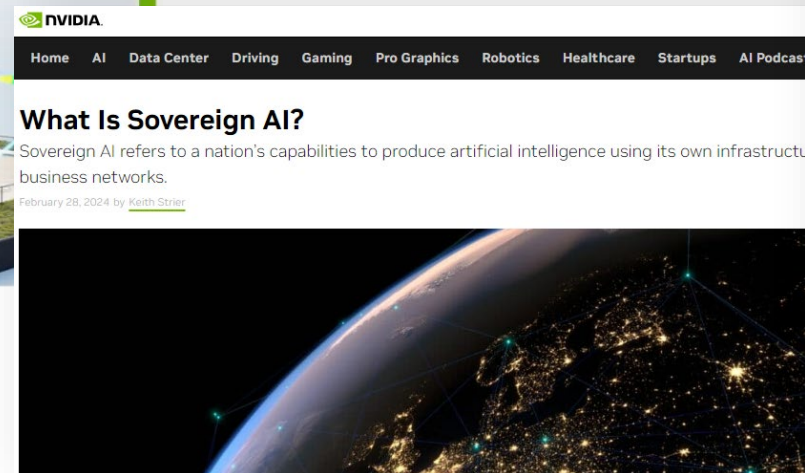 NVIDIA.
Home AI Data Center Driving Gaming Pro Graphics Robotics Healthcare Startups AI Podcast
What Is Sovereign AI?
Sovereign AI refers to a nation's capabilities to produce artificial intelligence using its own
business networks.
February 28, 2024 by Keith Strier